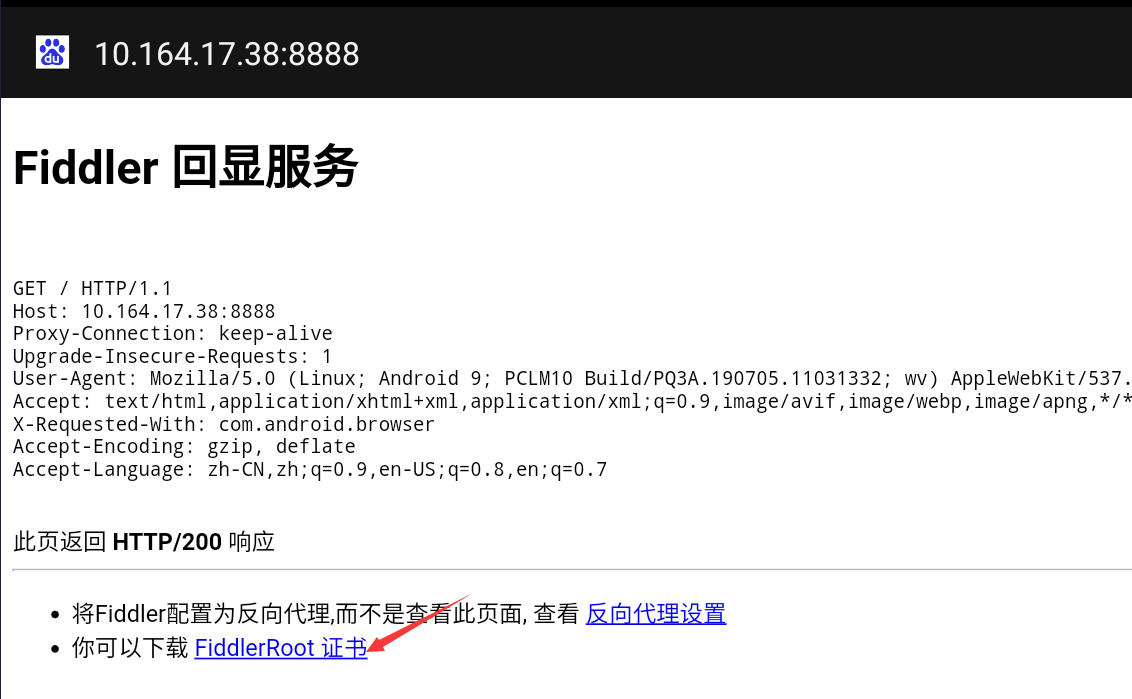 du 10.164.17.38:8888
Fiddler 回显服务
GET / HTTP/1.1
Host: 10.164.17.38:8888
Proxy-Connection: keep-alive
Upgrade-Insecure-Requests: 1
User-Agent: Mozilla/5.0 (Linux; Android 9; PCLM10 Build/PQ3A.190705.11031332; wv) AppleWebKit/537.
Accept: text/html,application/xhtml+xml,application/xml;q=0.9,image/avif,image/webp,image/apng,*/*
X-Requested-With: com.android.browser
Accept-Encoding: gzip, deflate
Accept-Language: zh-CN,zh;q=0.9,en-US;q=0.8,en;q=0.7
此页返回 HTTP/200 响应
• 将Fiddler配置为反向代理,而不是查看此页面, 查看 反向代理设置
• 你可以下载 FiddlerRoot 证书